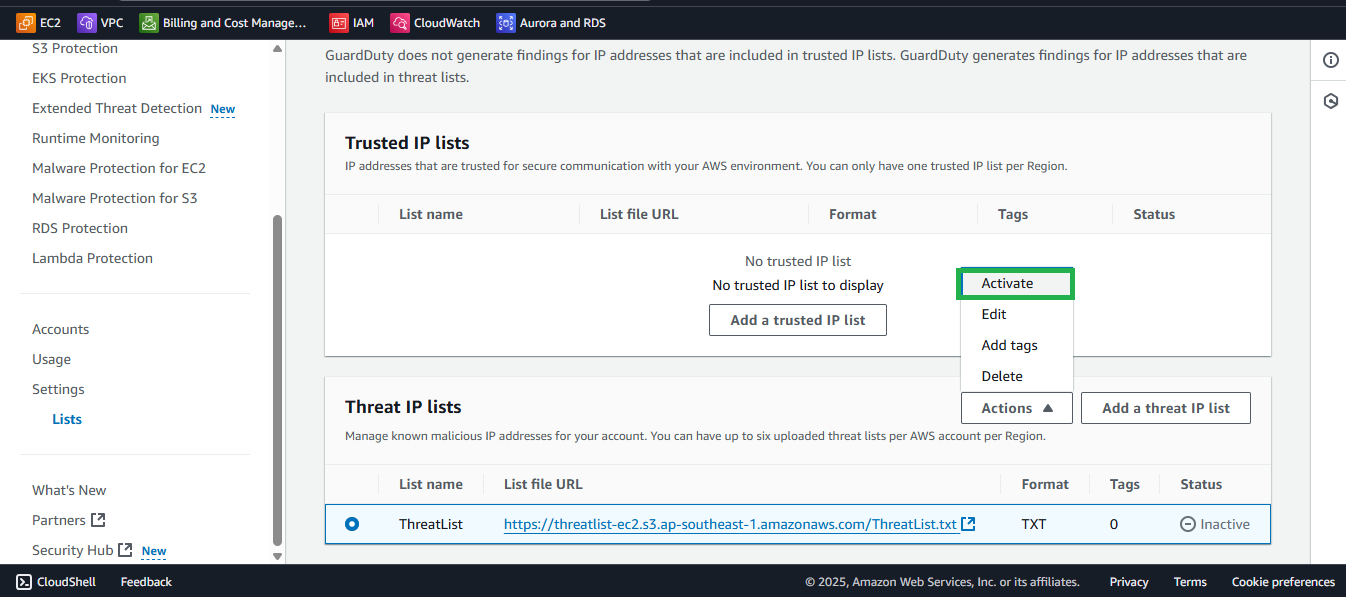 EC2 VPC Billing and Cost Manage... IAM CloudWatch Aurora and RDS
S3 Protection
EKS Protection
Extended Threat Detection New
Runtime Monitoring
Malware Protection for EC2
Malware Protection for S3
RDS Protection
Lambda Protection
Accounts
Usage
Settings
Lists
What's New
Partners
Security Hub New
GuardDuty does not generate findings for IP addresses that are included in trusted IP lists. GuardDuty generates findings for IP addresses that are
included in threat lists.
Trusted IP lists
IP addresses that are trusted for secure communication with your AWS environment. You can only have one trusted IP list per Region.
List name List file URL Format Tags Status
No trusted IP list
No trusted IP list to display
Add a trusted IP list
Activate
Edit
Add tags
Delete
Threat IP lists
Actions Add a threat IP list
Manage known malicious IP addresses for your account. You can have up to six uploaded threat lists per AWS account per Region.
List name List file URL Format Tags Status
ThreatList https://threatlist-ec2.s3.ap-southeast-1.amazonaws.com/ThreatList.txt TXT 0 Inactive
CloudShell Feedback © 2025, Amazon Web Services, Inc. or its affiliates. Privacy Terms Cookie preferences